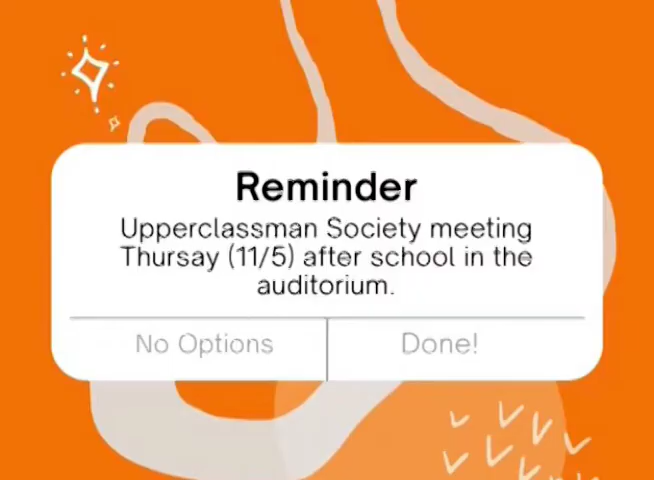 Reminder
Upperclassman Society meeting
Thursay (11/5) after school in the
auditorium.
No Options
Done!